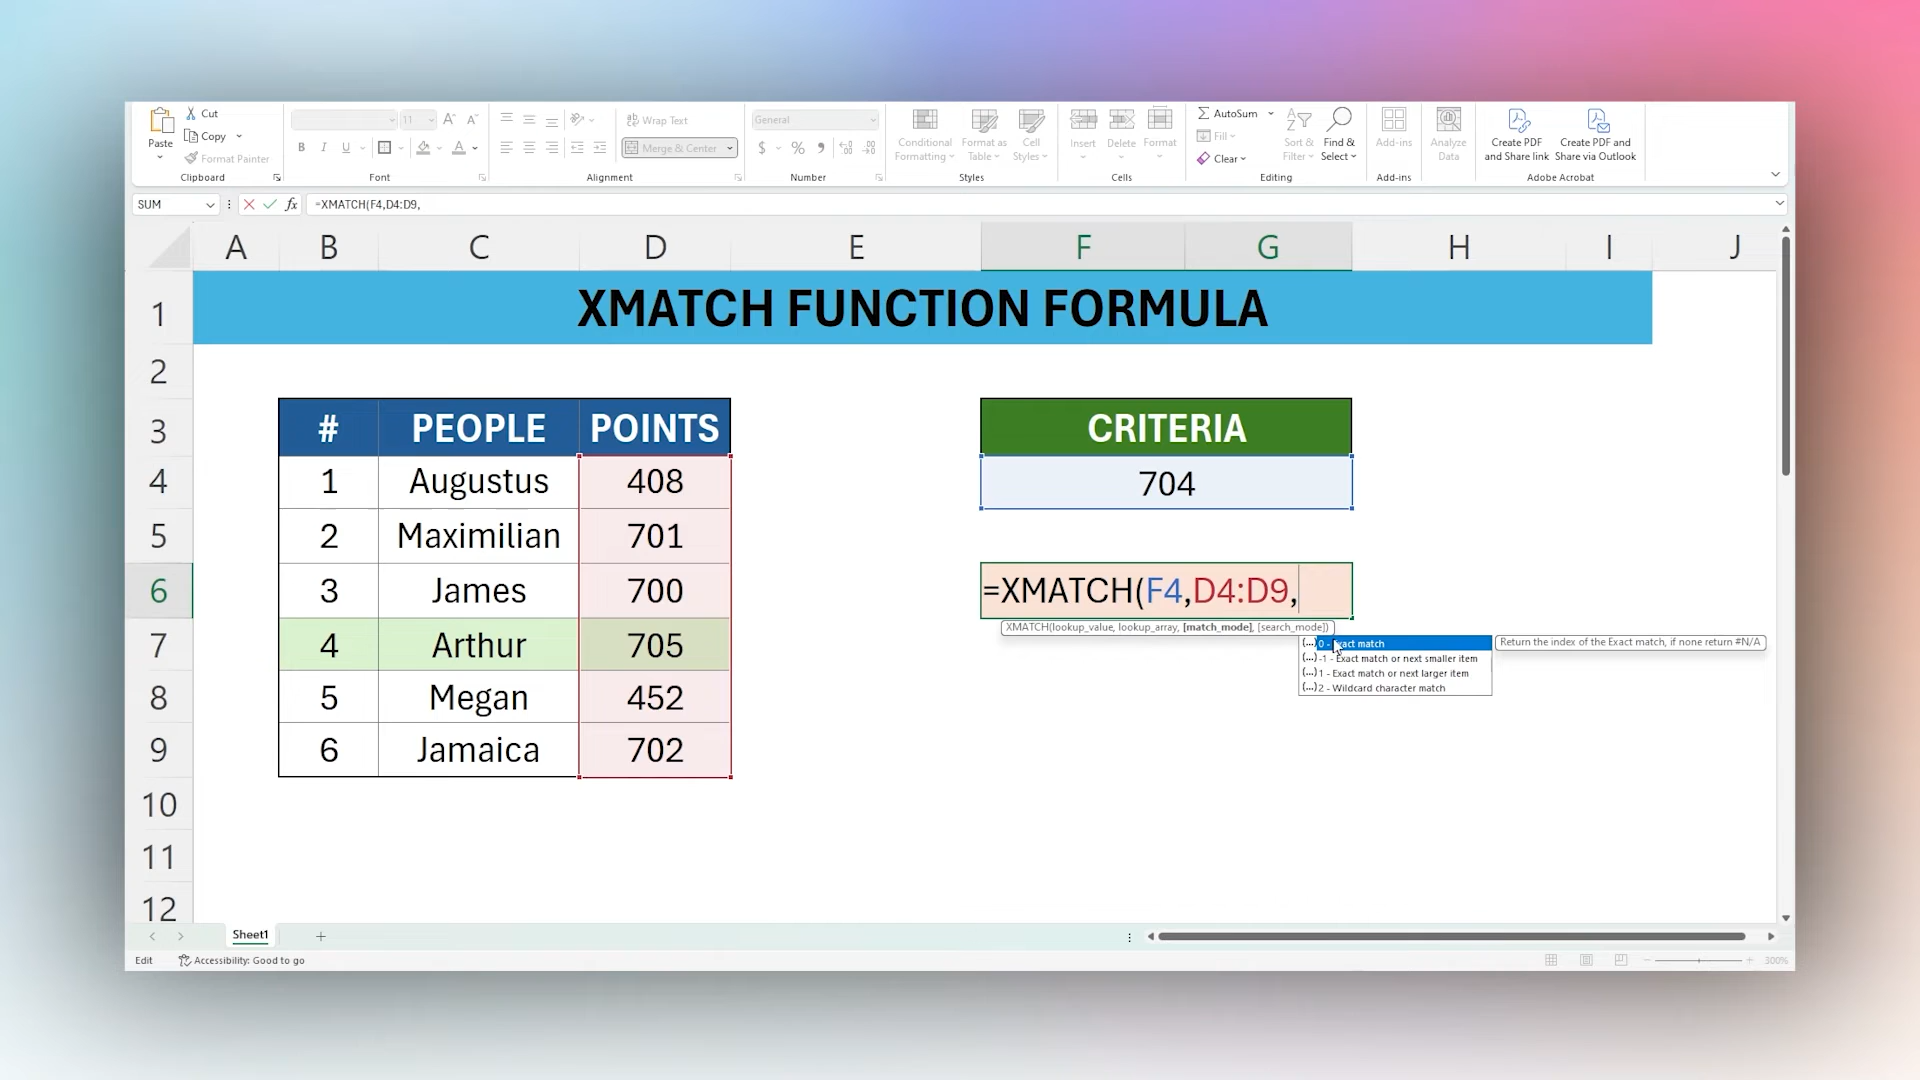 Paste
Cut
Copy
Format Painter
Clipboard
11
B I U
Font
Wrap Text
Merge & Center
Alignment
General
$ % ,
Number
Conditional Formatting
Format as Table
Cell Styles
Styles
Insert
Delete
Format
Cells
AutoSum
Fill
Clear
Sort & Filter
Find & Select
Editing
Add-ins
Add-ins
Analyze Data
Create PDF and Share link
Create PDF and Share via Outlook
Adobe Acrobat
SUM
fx
=XMATCH(F4,D4:D9,
A B C D E F G H I J
1 XMATCH FUNCTION FORMULA
2
3 # PEOPLE POINTS CRITERIA
4 1 Augustus 408 704
5 2 Maximilian 701
6 3 James 700 =XMATCH(F4,D4:D9,
XMATCH(lookup_value, lookup_array, [match_mode], [search_mode])
7 4 Arthur 705
(...) 0 - Exact match
Return the index of the Exact match, if none return #N/A
(...) -1 - Exact match or next smaller item
(...) 1 - Exact match or next larger item
(...) 2 - Wildcard character match
8 5 Megan 452
9 6 Jamaica 702
10
11
12
Sheet1
Edit
Accessibility: Good to go
300%